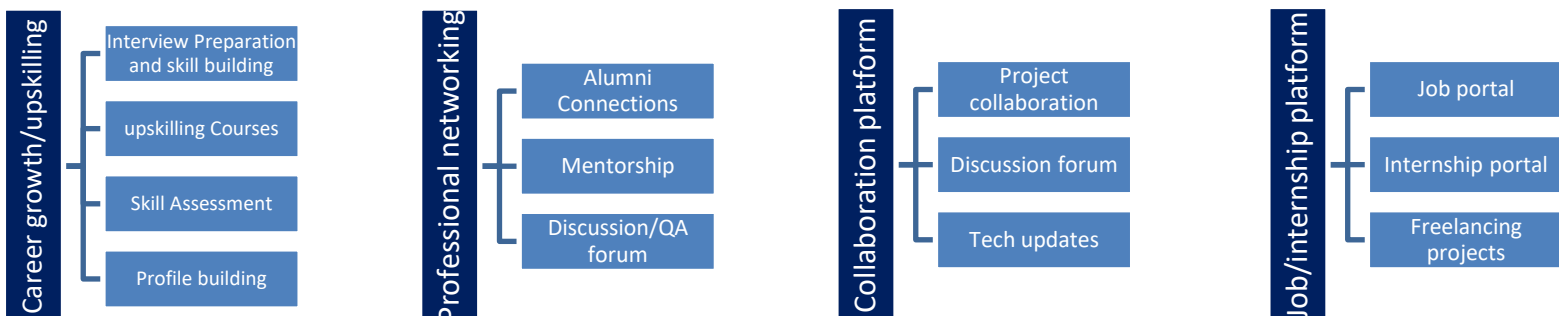 Career growth/upskilling
Interview Preparation
and skill building
upskilling Courses
Skill Assessment
Profile building
Professional networking
Alumni
Connections
Mentorship
Discussion/QA
forum
Collaboration platform
Project
collaboration
Discussion forum
Tech updates
Job/internship platform
Job portal
Internship portal
Freelancing
projects